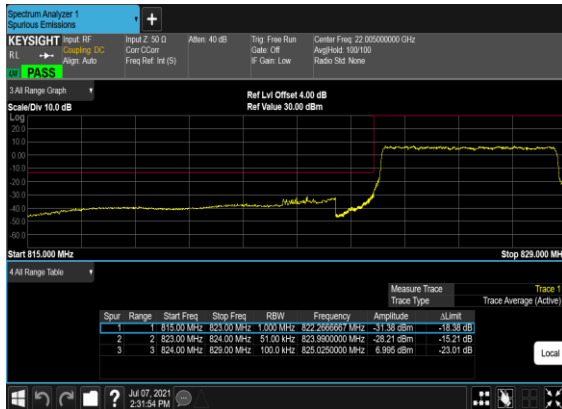 Spectrum Analyzer 1
Spurious Emissions
KEYSIGHT Input: RF Input Z: 50 Ω Atten: 40 dB Trig: Free Run Center Freq: 22.005000000 GHz
RL Coupling: DC Corr CCorr Gate: Off Avg|Hold: 100/100
Align: Auto Freq Ref: Int (S) IF Gain: Low Radio Std: None
PASS
3 All Range Graph
Ref Lvl Offset 4.00 dB
Scale/Div 10.0 dB Ref Value 30.00 dBm
Log
20.0
10.0
0.00
-10.0
-20.0
-30.0
-40.0
-50.0
-60.0
Start 815.000 MHz Stop 829.000 MH
4 All Range Table
Measure Trace Trace 1
Trace Type Trace Average (Active)
Spur Range Start Freq Stop Freq RBW Frequency Amplitude ΔLimit
1 1 815.00 MHz 823.00 MHz 1.000 MHz 822.2666667 MHz -31.38 dBm -18.38 dB
2 2 823.00 MHz 824.00 MHz 51.00 kHz 823.9900000 MHz -28.21 dBm -15.21 dB
3 3 824.00 MHz 829.00 MHz 100.0 kHz 825.0250000 MHz 6.995 dBm -23.01 dB
Local
Jul 07, 2021
2:31:54 PM